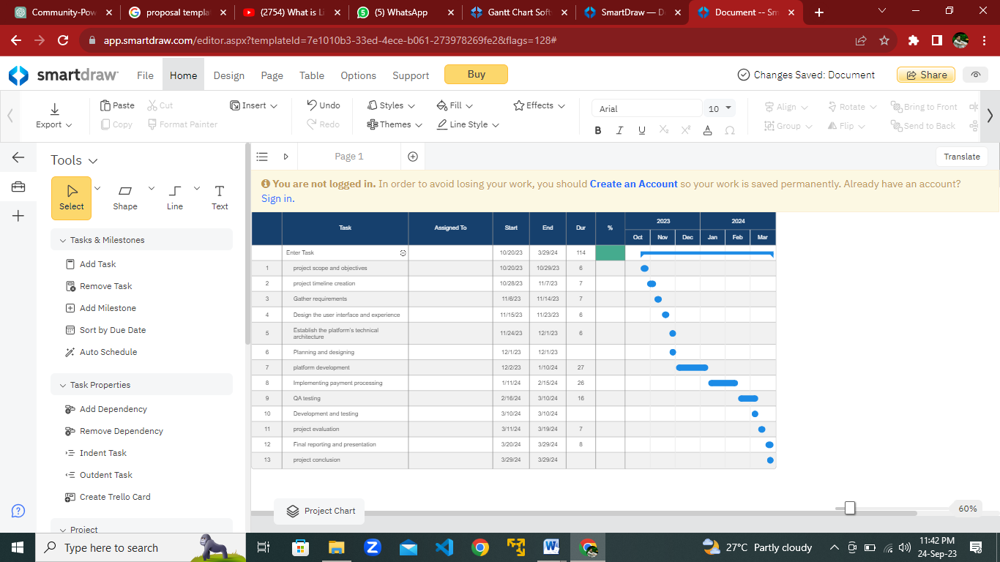 Community-Pow
proposal templat
(2754) What is Li
(5) WhatsApp
Gantt Chart Soft
SmartDraw — D
Document -- Sm
app.smartdraw.com/editor.aspx?templateId=7e1010b3-33ed-4ece-b061-273978269fe2&flags=128#
smartdraw File Home Design Page Table Options Support Buy Changes Saved: Document Share
Export Paste Cut Insert Undo Styles Fill Effects Arial 10 Align Rotate Bring to Front
Copy Format Painter Redo Themes Line Style B I U X₂ X² A Ω Group Flip Send to Back
Tools
Select Shape Line Text
Tasks & Milestones
Add Task
Remove Task
Add Milestone
Sort by Due Date
Auto Schedule
Task Properties
Add Dependency
Remove Dependency
Indent Task
Outdent Task
Create Trello Card
Project
Page 1 Translate
You are not logged in. In order to avoid losing your work, you should Create an Account so your work is saved permanently. Already have an account?
Sign in.
Task Assigned To Start End Dur % 2023 2024
Oct Nov Dec Jan Feb Mar
Enter Task 10/20/23 3/29/24 114
1 project scope and objectives 10/20/23 10/29/23 6
2 project timeline creation 10/28/23 11/7/23 7
3 Gather requirements 11/6/23 11/14/23 7
4 Design the user interface and experience 11/15/23 11/23/23 6
5 Establish the platform's technical
architecture 11/24/23 12/1/23 6
6 Planning and designing 12/1/23 12/1/23
7 platform development 12/2/23 1/10/24 27
8 Implementing payment processing 1/11/24 2/15/24 26
9 QA testing 2/16/24 3/10/24 16
10 Development and testing 3/10/24 3/10/24
11 project evaluation 3/11/24 3/19/24 7
12 Final reporting and presentation 3/20/24 3/29/24 8
13 project conclusion 3/29/24 3/29/24
Project Chart 60%
Type here to search 27°C Partly cloudy 11:42 PM
24-Sep-23